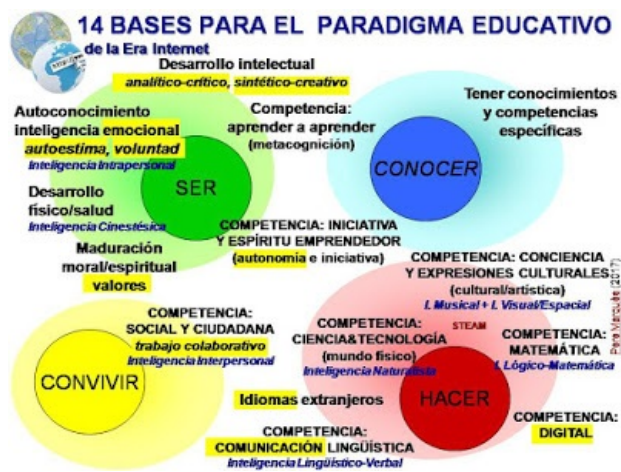 14 BASES PARA EL PARADIGMA EDUCATIVO
de la Era Internet
Desarrollo intelectual
analítico-crítico, sintético-creativo
Autoconocimiento
inteligencia emocional
autoestima, voluntad
Inteligencia Intrapersonal
Competencia:
aprender a aprender
(metacognición)
Tener conocimientos
y competencias
específicas
SER
CONOCER
Desarrollo
físico/salud
Inteligencia Cinestésica
Maduración
moral/espiritual
valores
COMPETENCIA: INICIATIVA
Y ESPÍRITU EMPRENDEDOR
(autonomía e iniciativa)
COMPETENCIA: CONCIENCIA
Y EXPRESIONES CULTURALES
(cultural/artística)
I. Musical + I. Visual/Espacial
COMPETENCIA:
SOCIAL Y CIUDADANA
trabajo colaborativo
Inteligencia Interpersonal
CONVIVIR
STEAM
COMPETENCIA:
CIENCIA&TECNOLOGÍA
(mundo físico)
Inteligencia Naturalista
COMPETENCIA:
MATEMÁTICA
I. Lógico-Matemática
HACER
Idiomas extranjeros
COMPETENCIA:
DIGITAL
COMPETENCIA:
COMUNICACIÓN LINGÜÍSTICA
Inteligencia Lingüístico-Verbal
Pere Marquès (2017)